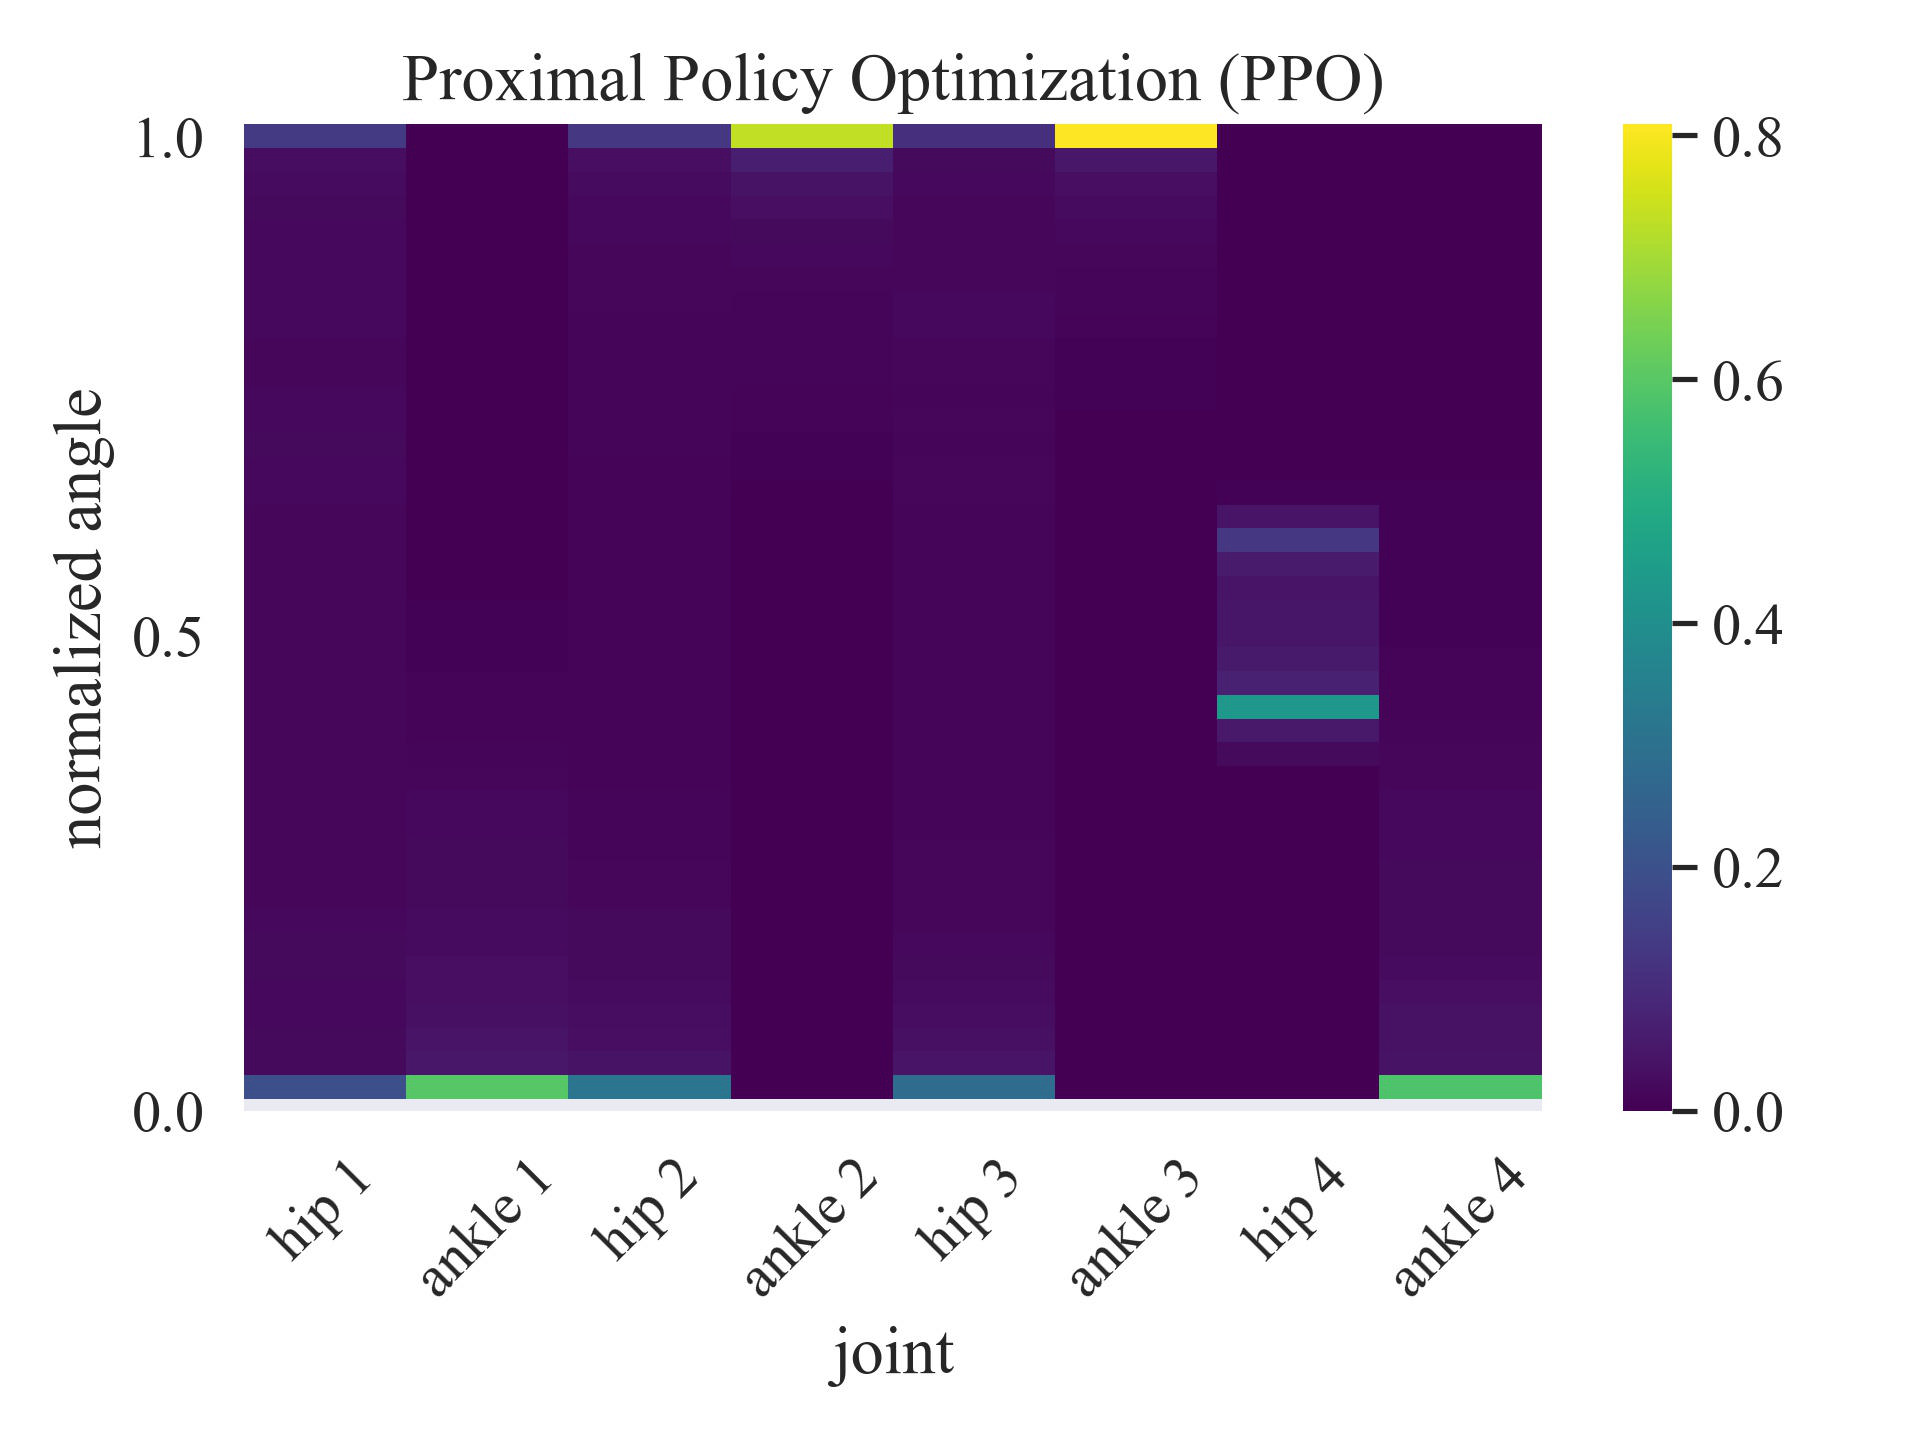 Proximal Policy Optimization (PPO)
1.0
0.5
0.0
normalized angle
hip 1
ankle 1
hip 2
ankle 2
hip 3
ankle 3
hip 4
ankle 4
joint
0.8
0.6
0.4
0.2
0.0